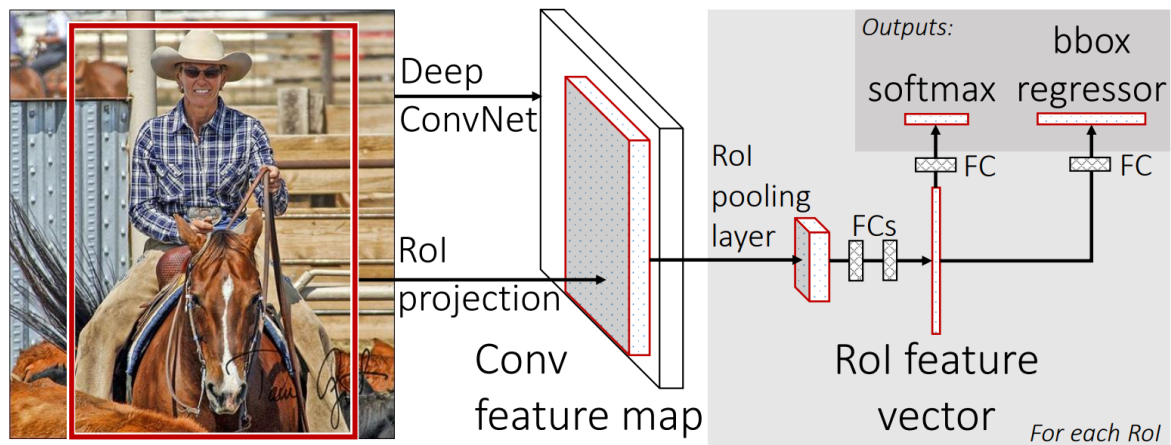 Deep
ConvNet
RoI
projection
Conv
feature map
RoI
pooling
layer
FCs
RoI feature
vector
Outputs:
softmax
bbox
regressor
FC
FC
For each RoI